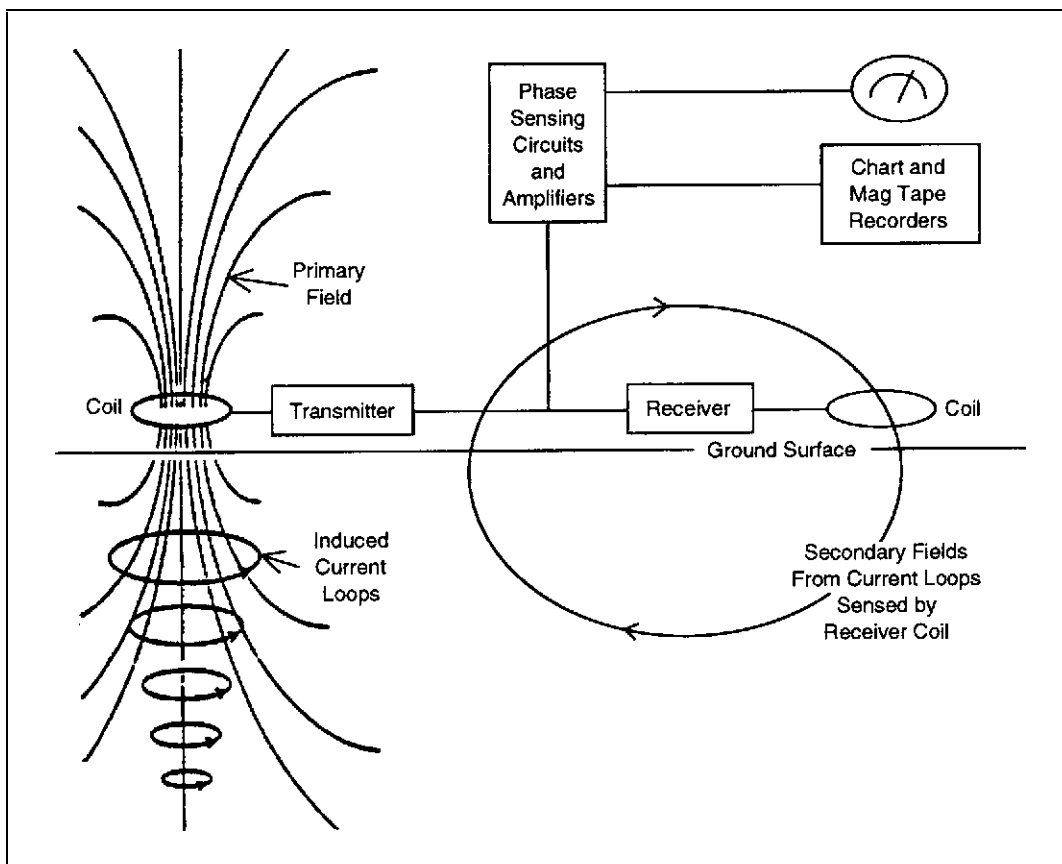 Phase
Sensing
Circuits
and
Amplifiers
Chart and
Mag Tape
Recorders
Primary
Field
Coil
Transmitter
Receiver
Coil
Ground Surface
Induced
Current
Loops
Secondary Fields
From Current Loops
Sensed by
Receiver Coil